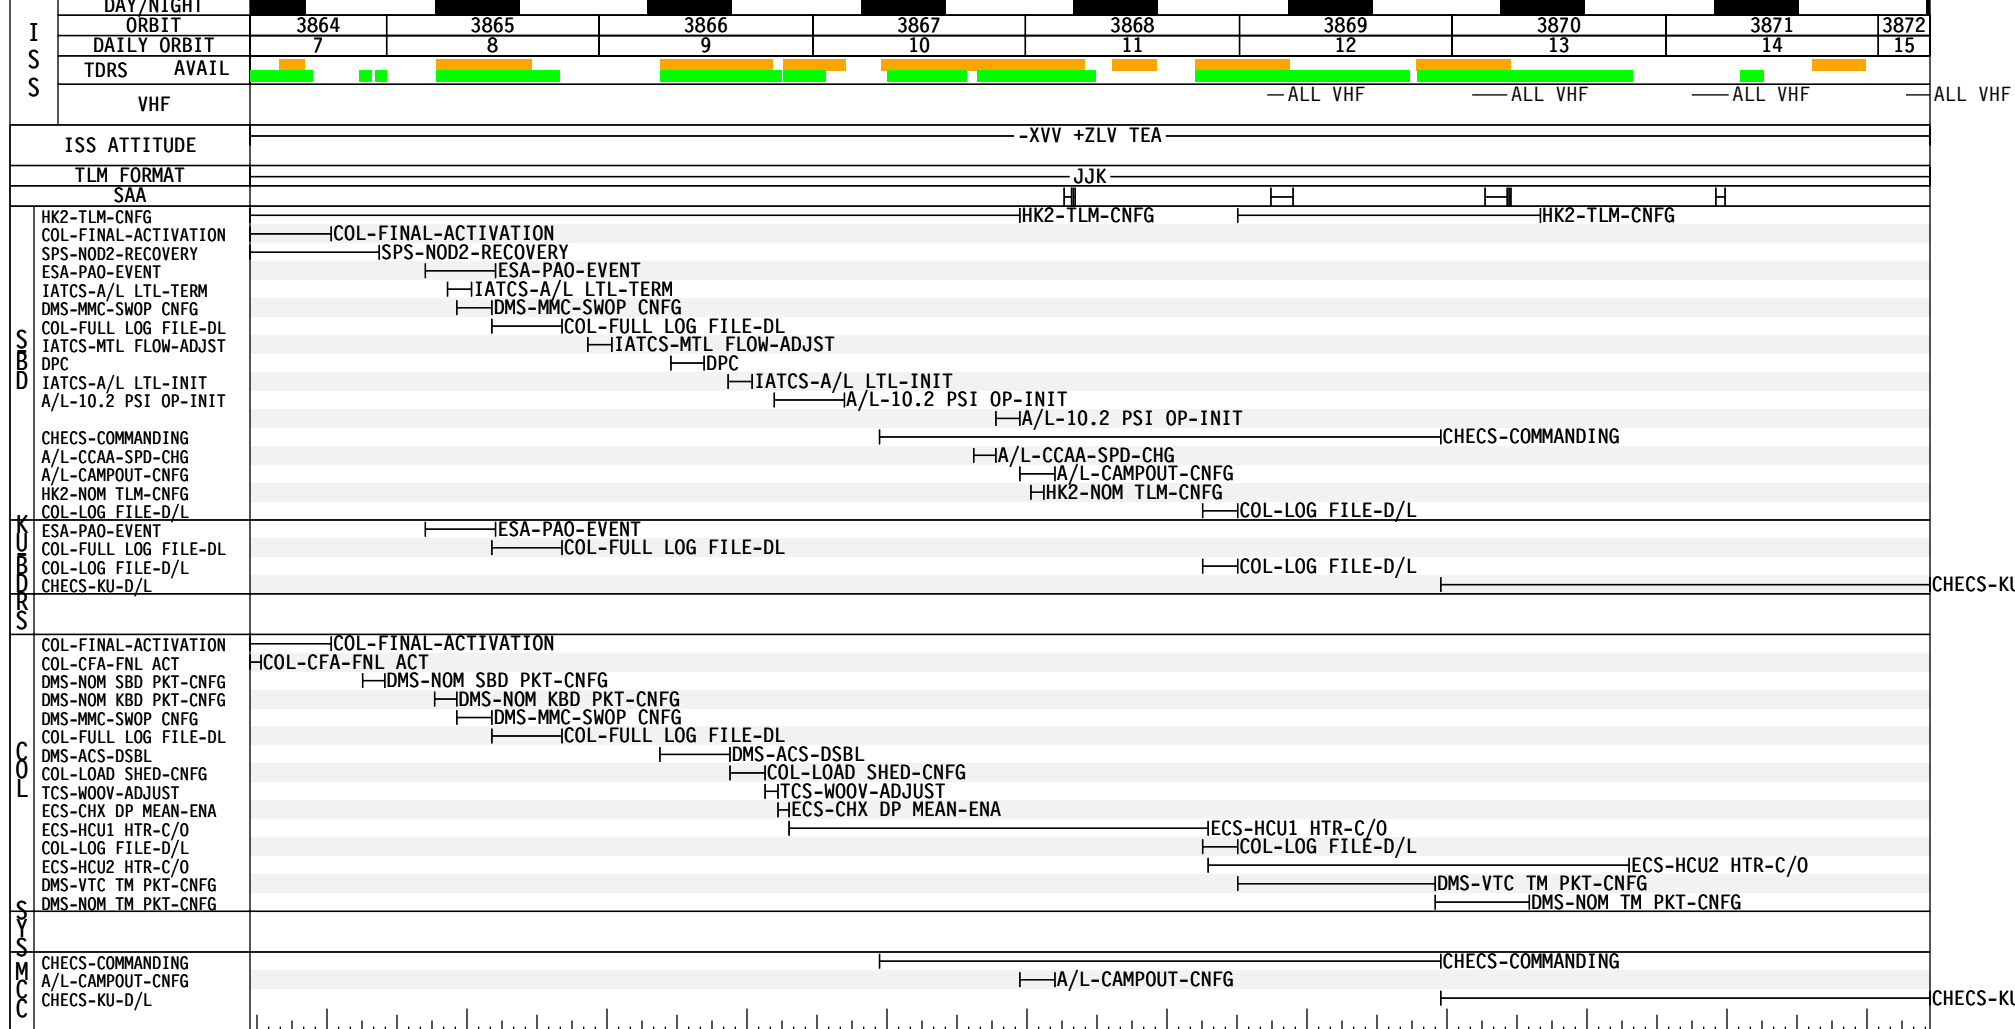 DAY/NIGHT
ISS
ORBIT 3864 3865 3866 3867 3868 3869 3870 3871 3872
DAILY ORBIT 7 8 9 10 11 12 13 14 15
TDRS AVAIL
VHF ALL VHF ALL VHF ALL VHF ALL VHF
ISS ATTITUDE -XVV +ZLV TEA
TLM FORMAT JJK
SAA
SBD
HK2-TLM-CNFG HK2-TLM-CNFG HK2-TLM-CNFG
COL-FINAL-ACTIVATION COL-FINAL-ACTIVATION
SPS-NOD2-RECOVERY SPS-NOD2-RECOVERY
ESA-PAO-EVENT ESA-PAO-EVENT
IATCS-A/L LTL-TERM IATCS-A/L LTL-TERM
DMS-MMC-SWOP CNFG DMS-MMC-SWOP CNFG
COL-FULL LOG FILE-DL COL-FULL LOG FILE-DL
IATCS-MTL FLOW-ADJST IATCS-MTL FLOW-ADJST
DPC DPC
IATCS-A/L LTL-INIT IATCS-A/L LTL-INIT
A/L-10.2 PSI OP-INIT A/L-10.2 PSI OP-INIT
A/L-10.2 PSI OP-INIT
CHECS-COMMANDING CHECS-COMMANDING
A/L-CCAA-SPD-CHG A/L-CCAA-SPD-CHG
A/L-CAMPOUT-CNFG A/L-CAMPOUT-CNFG
HK2-NOM TLM-CNFG HK2-NOM TLM-CNFG
COL-LOG FILE-D/L COL-LOG FILE-D/L
KUBD
ESA-PAO-EVENT ESA-PAO-EVENT
COL-FULL LOG FILE-DL COL-FULL LOG FILE-DL
COL-LOG FILE-D/L COL-LOG FILE-D/L
CHECS-KU-D/L CHECS-KU
RS
COL
COL-FINAL-ACTIVATION COL-FINAL-ACTIVATION
COL-CFA-FNL ACT COL-CFA-FNL ACT
DMS-NOM SBD PKT-CNFG DMS-NOM SBD PKT-CNFG
DMS-NOM KBD PKT-CNFG DMS-NOM KBD PKT-CNFG
DMS-MMC-SWOP CNFG DMS-MMC-SWOP CNFG
COL-FULL LOG FILE-DL COL-FULL LOG FILE-DL
DMS-ACS-DSBL DMS-ACS-DSBL
COL-LOAD SHED-CNFG COL-LOAD SHED-CNFG
TCS-WOOV-ADJUST TCS-WOOV-ADJUST
ECS-CHX DP MEAN-ENA ECS-CHX DP MEAN-ENA
ECS-HCU1 HTR-C/O ECS-HCU1 HTR-C/O
COL-LOG FILE-D/L COL-LOG FILE-D/L
ECS-HCU2 HTR-C/O ECS-HCU2 HTR-C/O
DMS-VTC TM PKT-CNFG DMS-VTC TM PKT-CNFG
DMS-NOM TM PKT-CNFG DMS-NOM TM PKT-CNFG
SYS
MCC
CHECS-COMMANDING CHECS-COMMANDING
A/L-CAMPOUT-CNFG A/L-CAMPOUT-CNFG
CHECS-KU-D/L CHECS-KU